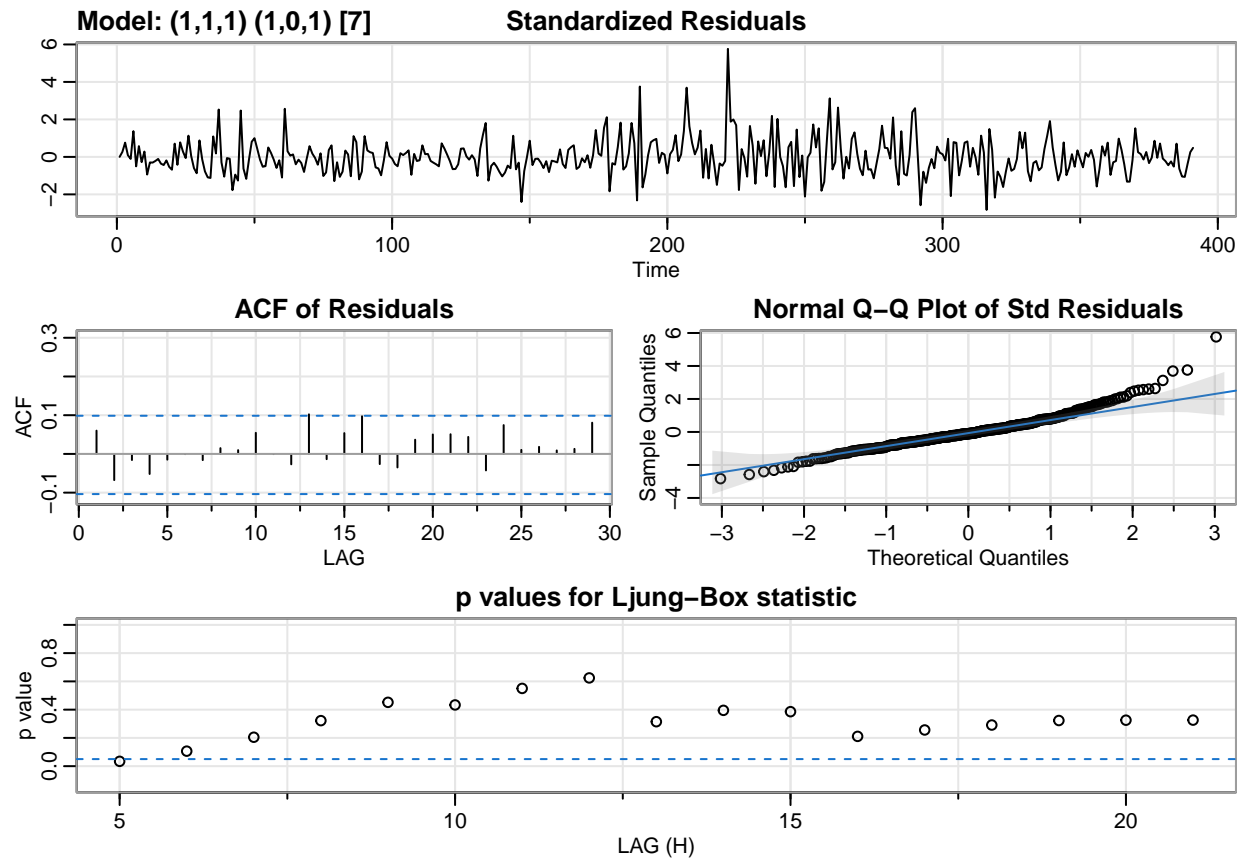 Model: (1,1,1) (1,0,1) [7] Standardized Residuals
6
4
2
0
−2
0 100 200 300 400
Time
ACF of Residuals
0.3
0.1
−0.1
ACF
0 5 10 15 20 25 30
LAG
Normal Q−Q Plot of Std Residuals
6
4
2
0
−4
Sample Quantiles
−3 −2 −1 0 1 2 3
Theoretical Quantiles
p values for Ljung−Box statistic
0.8
0.4
0.0
p value
5 10 15 20
LAG (H)